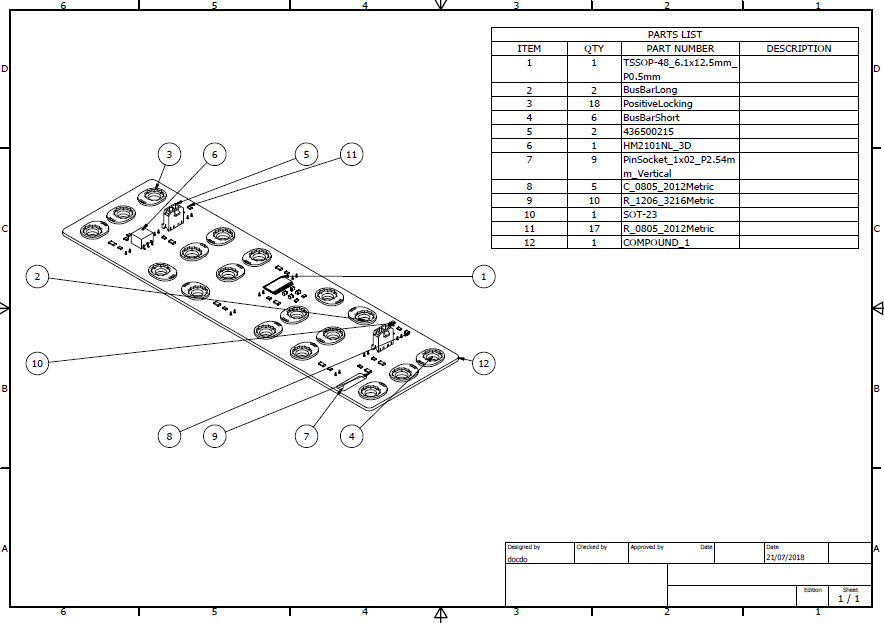 6 5 4 3 2 1
PARTS LIST
ITEM QTY PART NUMBER DESCRIPTION
1 1 TSSOP-48_6.1x12.5mm_
P0.5mm
2 2 BusBarLong
3 18 PositiveLocking
4 6 BusBarShort
5 2 436500215
6 1 HM2101NL_3D
7 9 PinSocket_1x02_P2.54m
m_Vertical
8 5 C_0805_2012Metric
9 10 R_1206_3216Metric
10 1 SOT-23
11 17 R_0805_2012Metric
12 1 COMPOUND_1
D D
3 6 5 11
C C
2 1
10 12
B B
8 9 7 4
A A
Designed by Checked by Approved by Date Date
docdo 21/07/2018
Edition Sheet
1 / 1
6 5 4 3 2 1